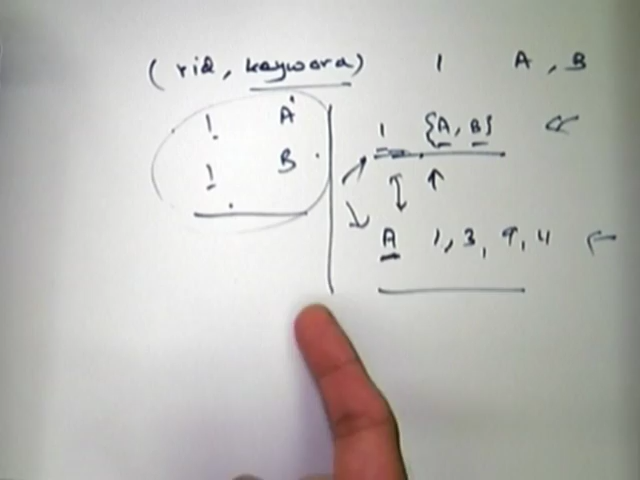 (rid, keyword) 1 A, B
1 A
1 B
1 {A, B}
A 1, 3, 9, 4